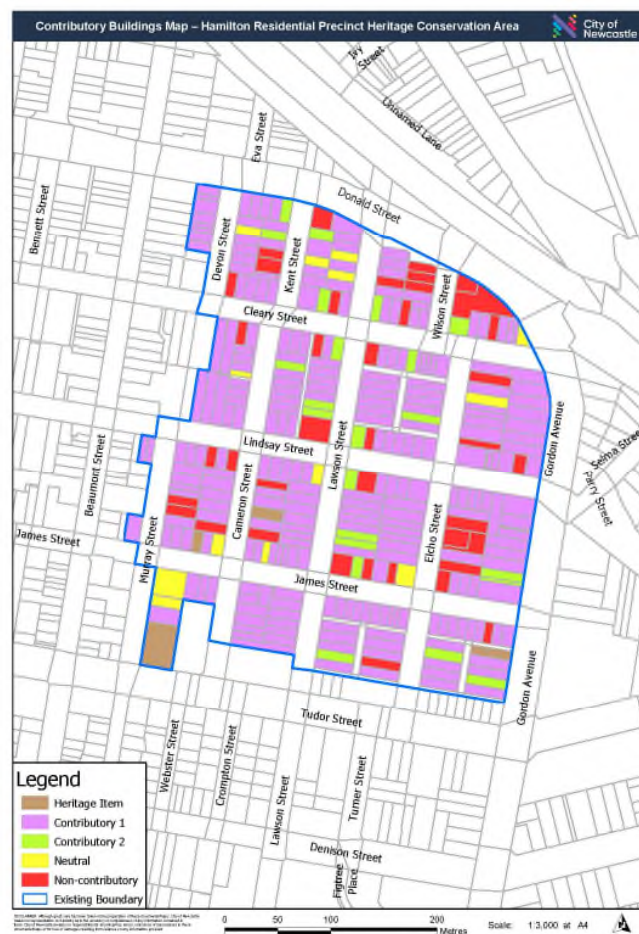 Contributory Buildings Map – Hamilton Residential Precinct Heritage Conservation Area
City of
Newcastle
Ivy
Street
Unnamed Lane
Eva Street
Bennett Street
Donald Street
Devon Street
Kent Street
Wilson Street
Cleary Street
Gordon Avenue
Selma Street
Parry Street
Lindsay Street
Lawson Street
Beaumont Street
Cameron Street
Elcho Street
James Street
Murray Street
James Street
Gordon Avenue
Tudor Street
Webster Street
Crompton Street
Lawson Street
Turner Street
Denison Street
Figtree
Place
Legend
Heritage Item
Contributory 1
Contributory 2
Neutral
Non-contributory
Existing Boundary
0 50 100 200
Metres
Scale: 1:3,000 at A4